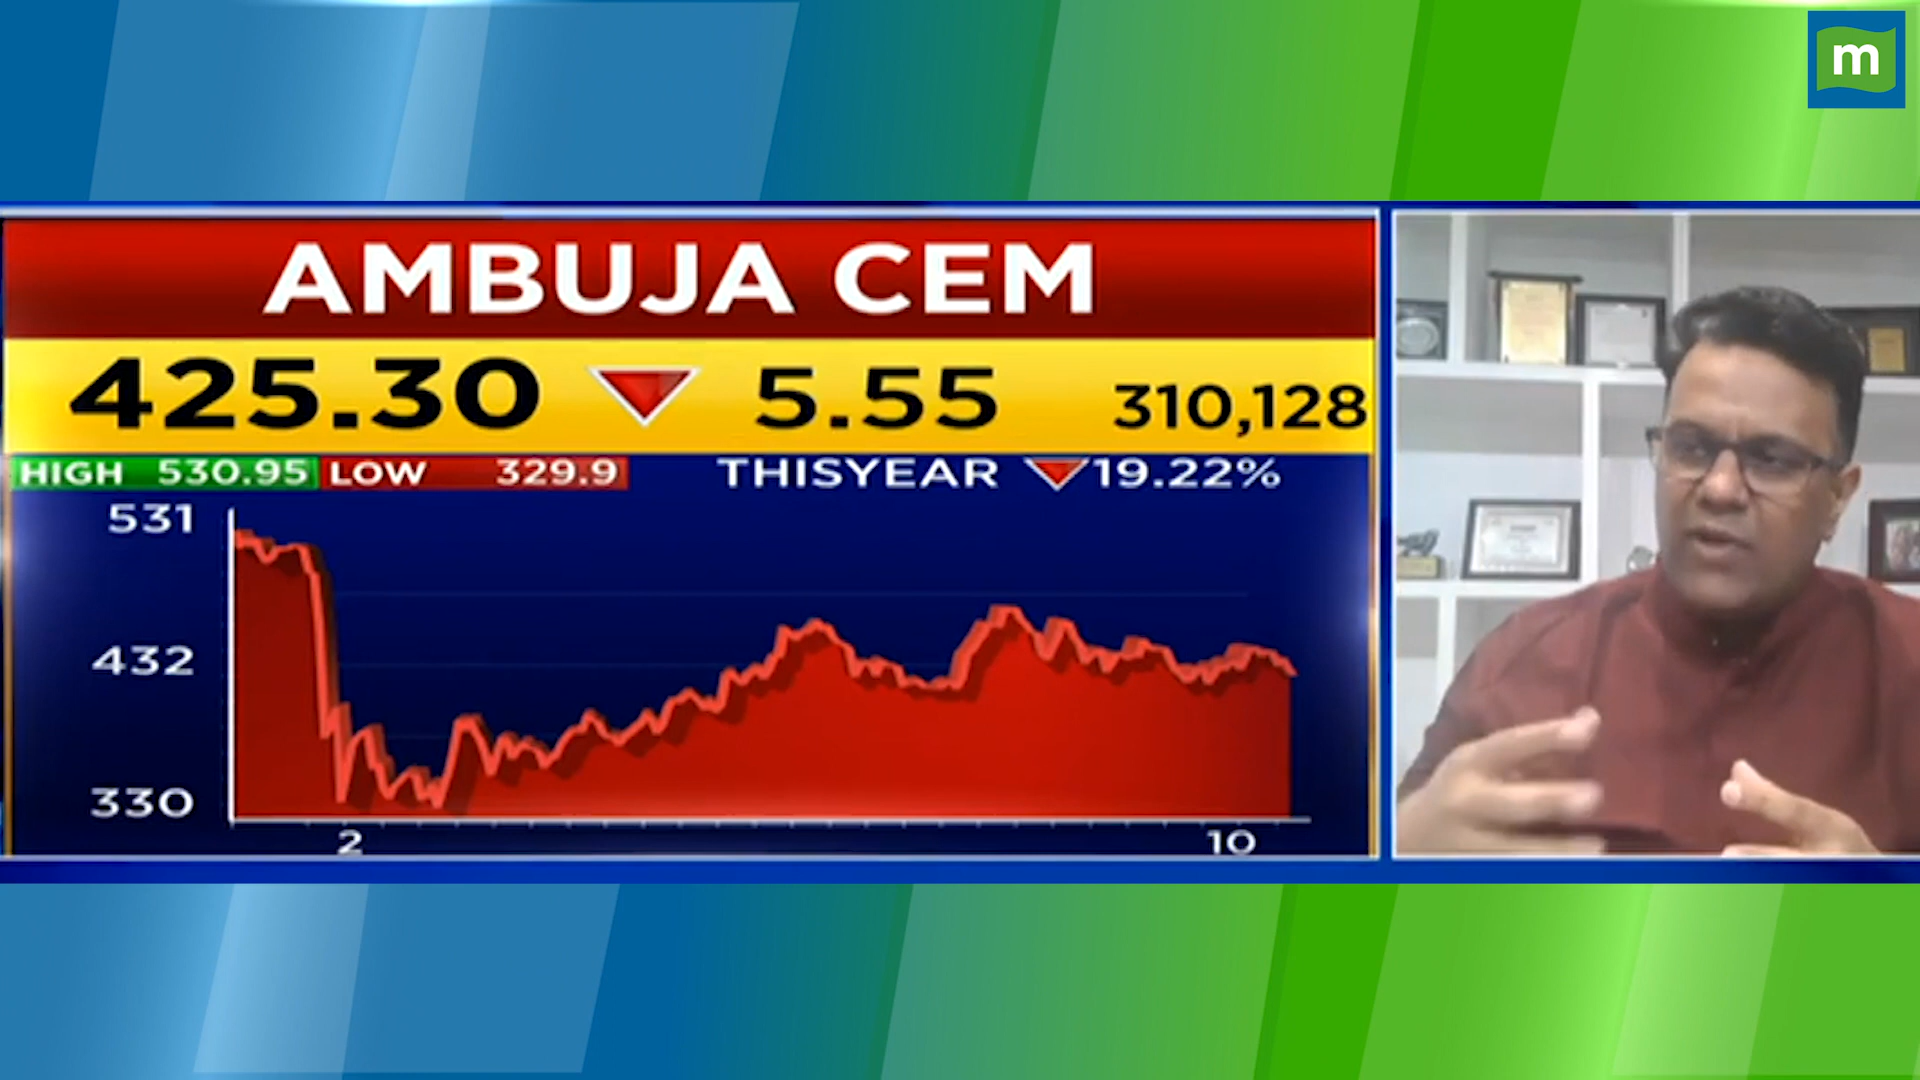 m
AMBUJA CEM
425.30 5.55 310,128
HIGH 530.95 LOW 329.9 THISYEAR 19.22%
531
432
330
2 10